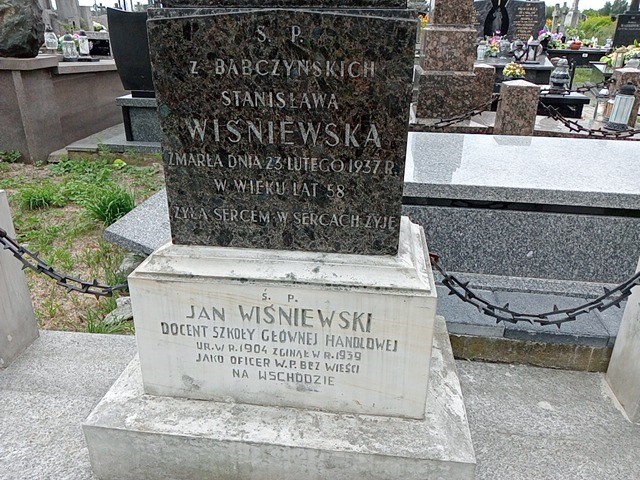 Ś. P.
Z BABCZYŃSKICH
STANISŁAWA
WIŚNIEWSKA
ZMARŁA DNIA 23 LUTEGO 1937 R.
W WIEKU LAT 58
ŻYŁA SERCEM W SERCACH ŻYJE
Ś. P.
JAN WIŚNIEWSKI
DOCENT SZKOŁY GŁÓWNEJ HANDLOWEJ
UR. W R. 1904 ZGINĄŁ W R. 1939
JAKO OFICER W.P. BEZ WIEŚCI
NA WSCHODZIE